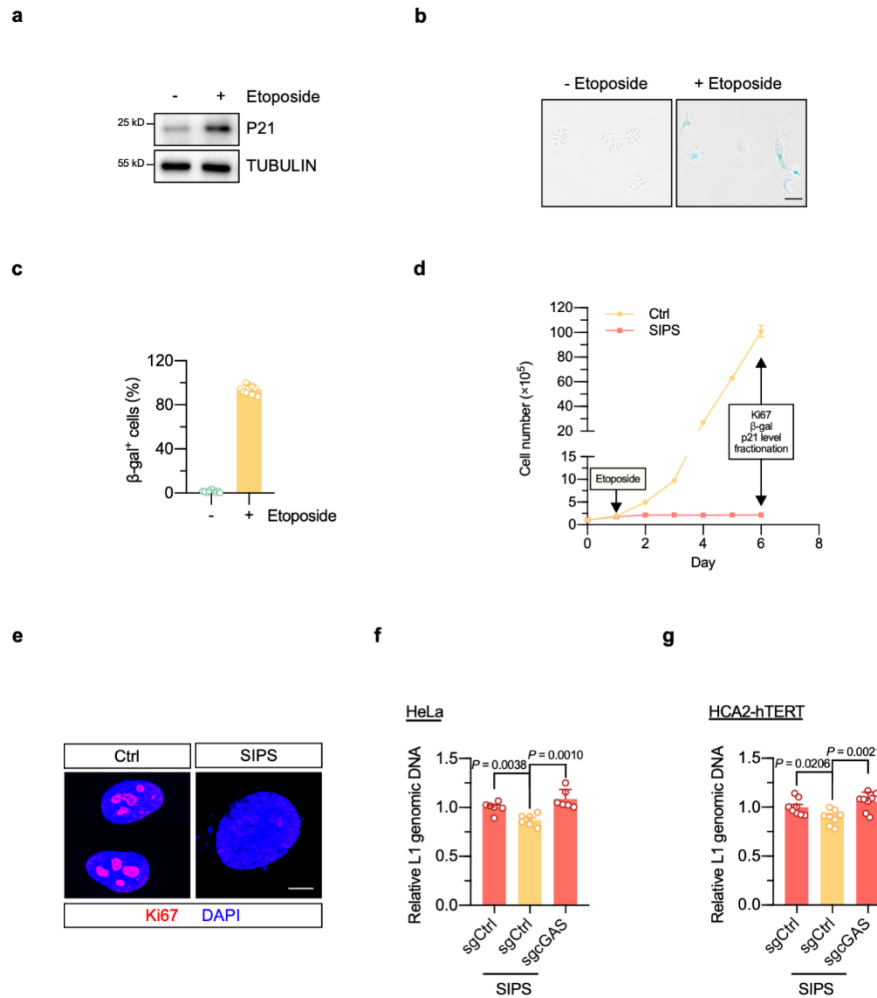 a
- + Etoposide
25 kD
P21
55 kD
TUBULIN
b
- Etoposide + Etoposide
c
β-gal⁺ cells (%)
120
80
40
0
- + Etoposide
d
Cell number (×10⁵)
120
100
80
60
40
20
15
10
5
0
Ctrl
SIPS
Etoposide
Ki67
β-gal
p21 level
fractionation
0 2 4 6 8
Day
e
Ctrl SIPS
Ki67 DAPI
f
HeLa
Relative L1 genomic DNA
1.5
1.0
0.5
0.0
P = 0.0038
P = 0.0010
sgCtrl sgCtrl sgcGAS
SIPS
g
HCA2-hTERT
Relative L1 genomic DNA
1.5
1.0
0.5
0.0
P = 0.0206
P = 0.0021
sgCtrl sgCtrl sgcGAS
SIPS